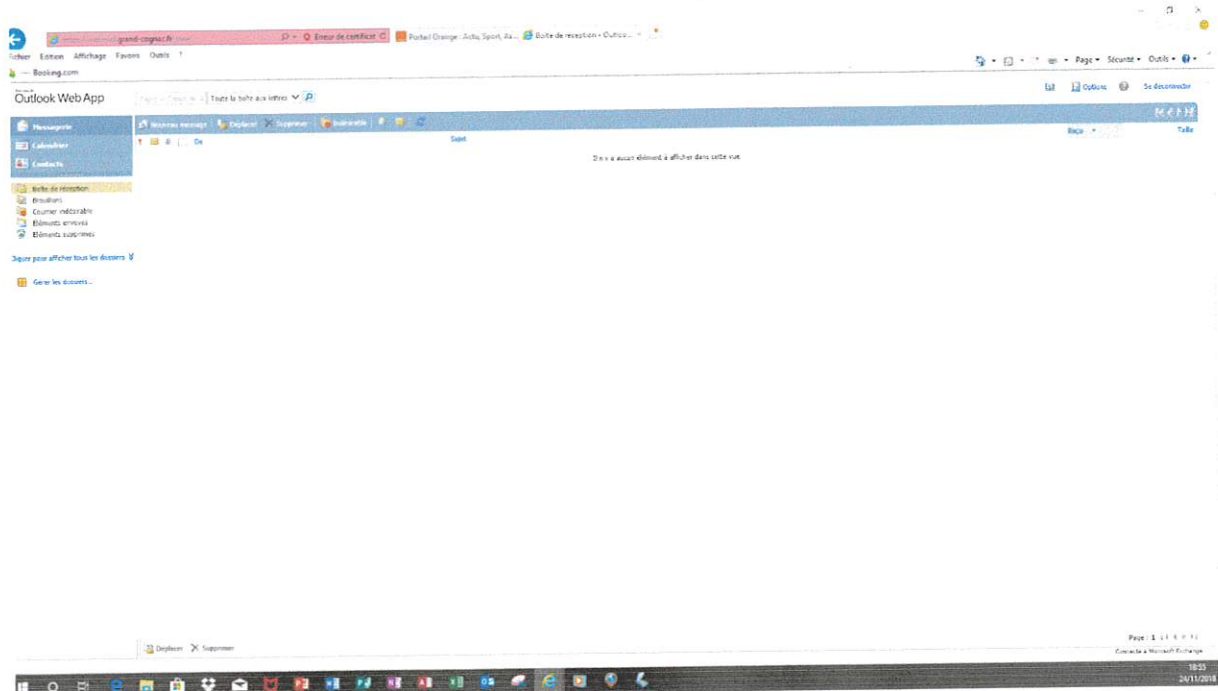 grand-cognac.fr
Erreur de certificat
Portail Orange : Actu, Sport, As...
Boîte de réception - Outloo...
Fichier Edition Affichage Favoris Outils ?
Page Sécurité Outils
Booking.com
Outlook Web App
Toute la boîte aux lettres
Options
Se déconnecter
Messagerie
Nouveau message Déplacer Supprimer Indésirable
Calendrier
De
Sujet
Reçu
Taille
Contacts
Il n'y a aucun élément à afficher dans cette vue.
Boîte de réception
Brouillons
Courrier indésirable
Éléments envoyés
Éléments supprimés
Cliquer pour afficher tous les dossiers
Gérer les dossiers...
Déplacer Supprimer
Page : 1
Connecté à Microsoft Exchange
18:55
24/11/2018